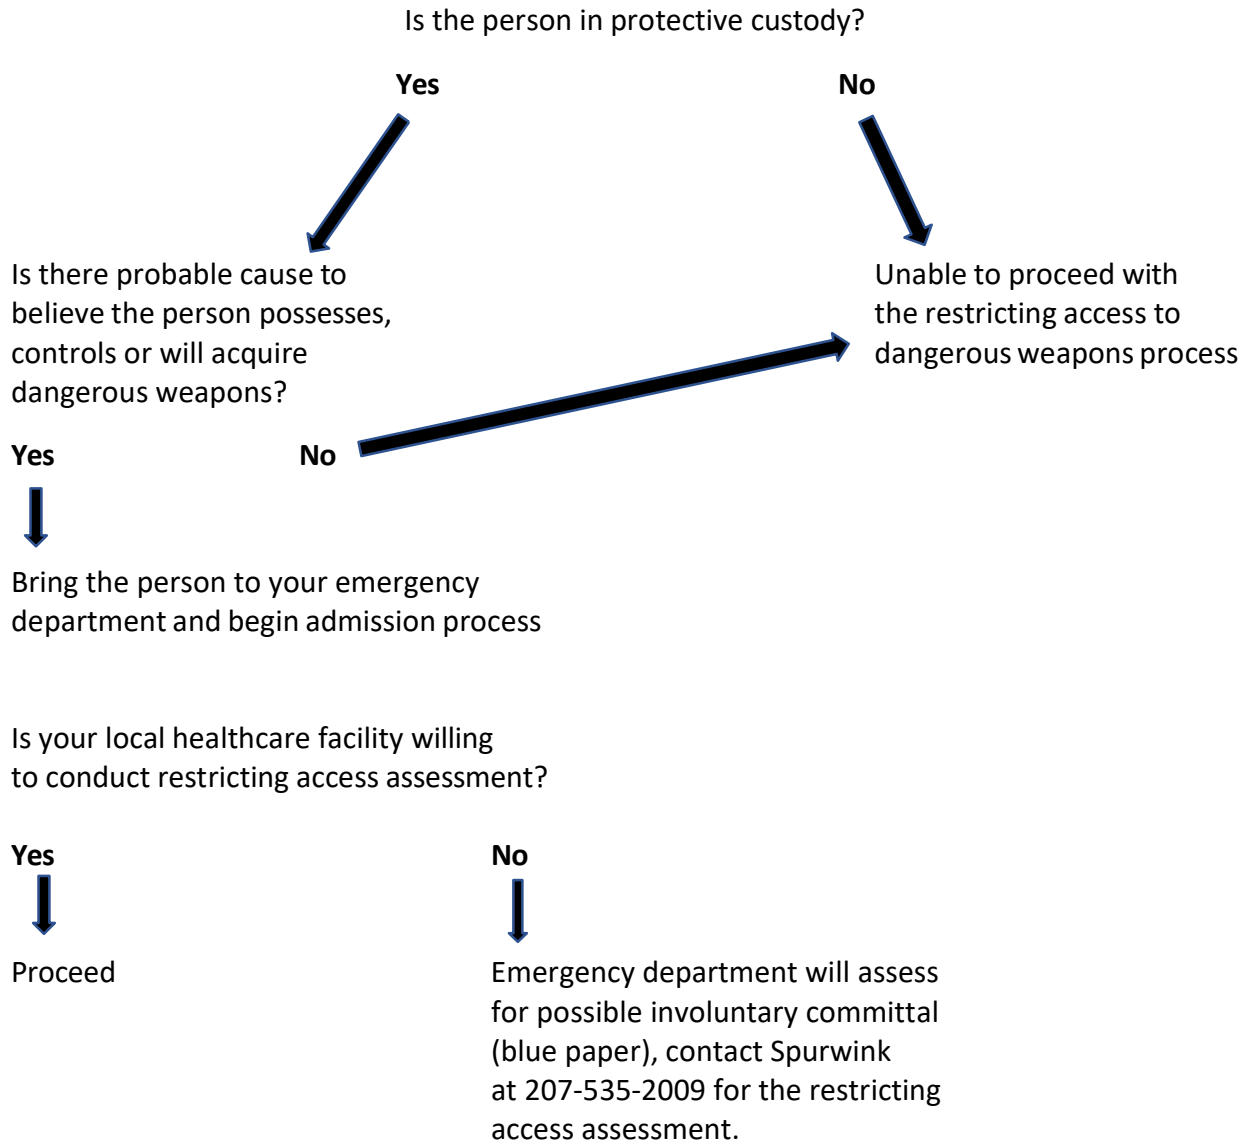 Is the person in protective custody?
Yes
No
Is there probable cause to
believe the person possesses,
controls or will acquire
dangerous weapons?
Unable to proceed with
the restricting access to
dangerous weapons process
Yes
No
Bring the person to your emergency
department and begin admission process
Is your local healthcare facility willing
to conduct restricting access assessment?
Yes
No
Proceed
Emergency department will assess
for possible involuntary committal
(blue paper), contact Spurwink
at 207-535-2009 for the restricting
access assessment.